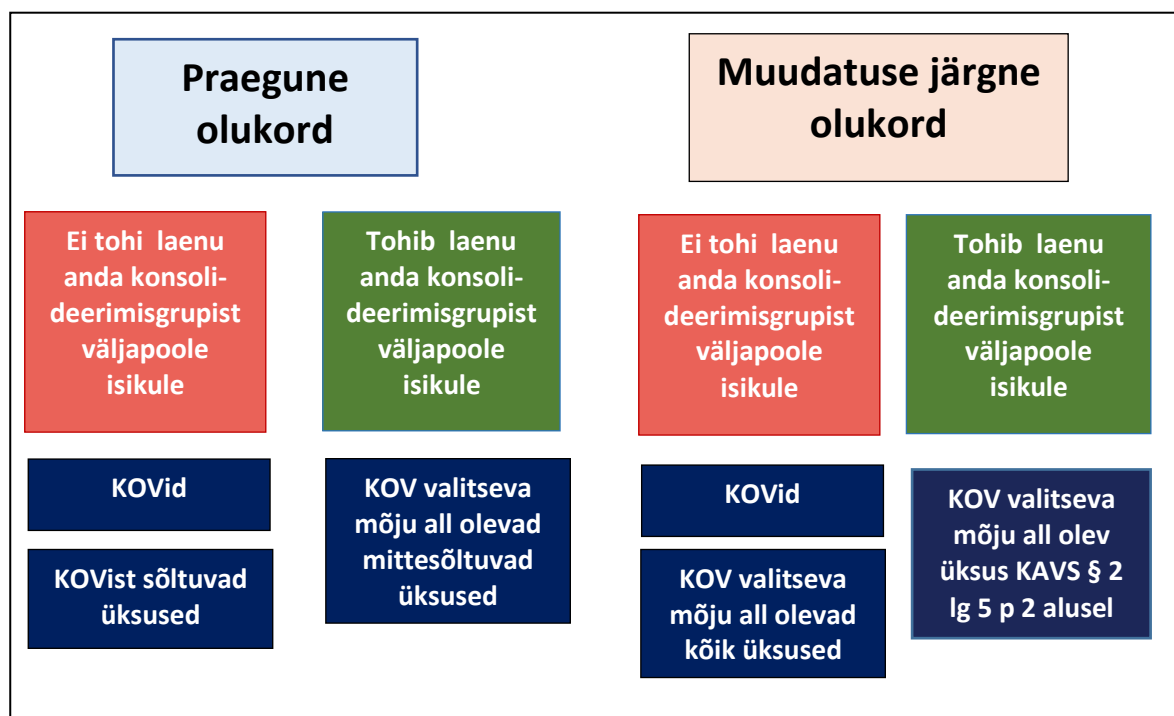 Praegune
olukord
Muudatuse järgne
olukord
Ei tohi laenu
anda konsoli-
deerimisgrupist
väljapoole
isikule
Tohib laenu
anda konsoli-
deerimisgrupist
väljapoole
isikule
Ei tohi laenu
anda konsoli-
deerimisgrupist
väljapoole
isikule
Tohib laenu
anda konsoli-
deerimisgrupist
väljapoole
isikule
KOVid
KOVist sõltuvad
üksused
KOV valitseva
mõju all olevad
mittesõltuvad
üksused
KOVid
KOV valitseva
mõju all olevad
kõik üksused
KOV valitseva
mõju all olev
üksus KAVS § 2
lg 5 p 2 alusel